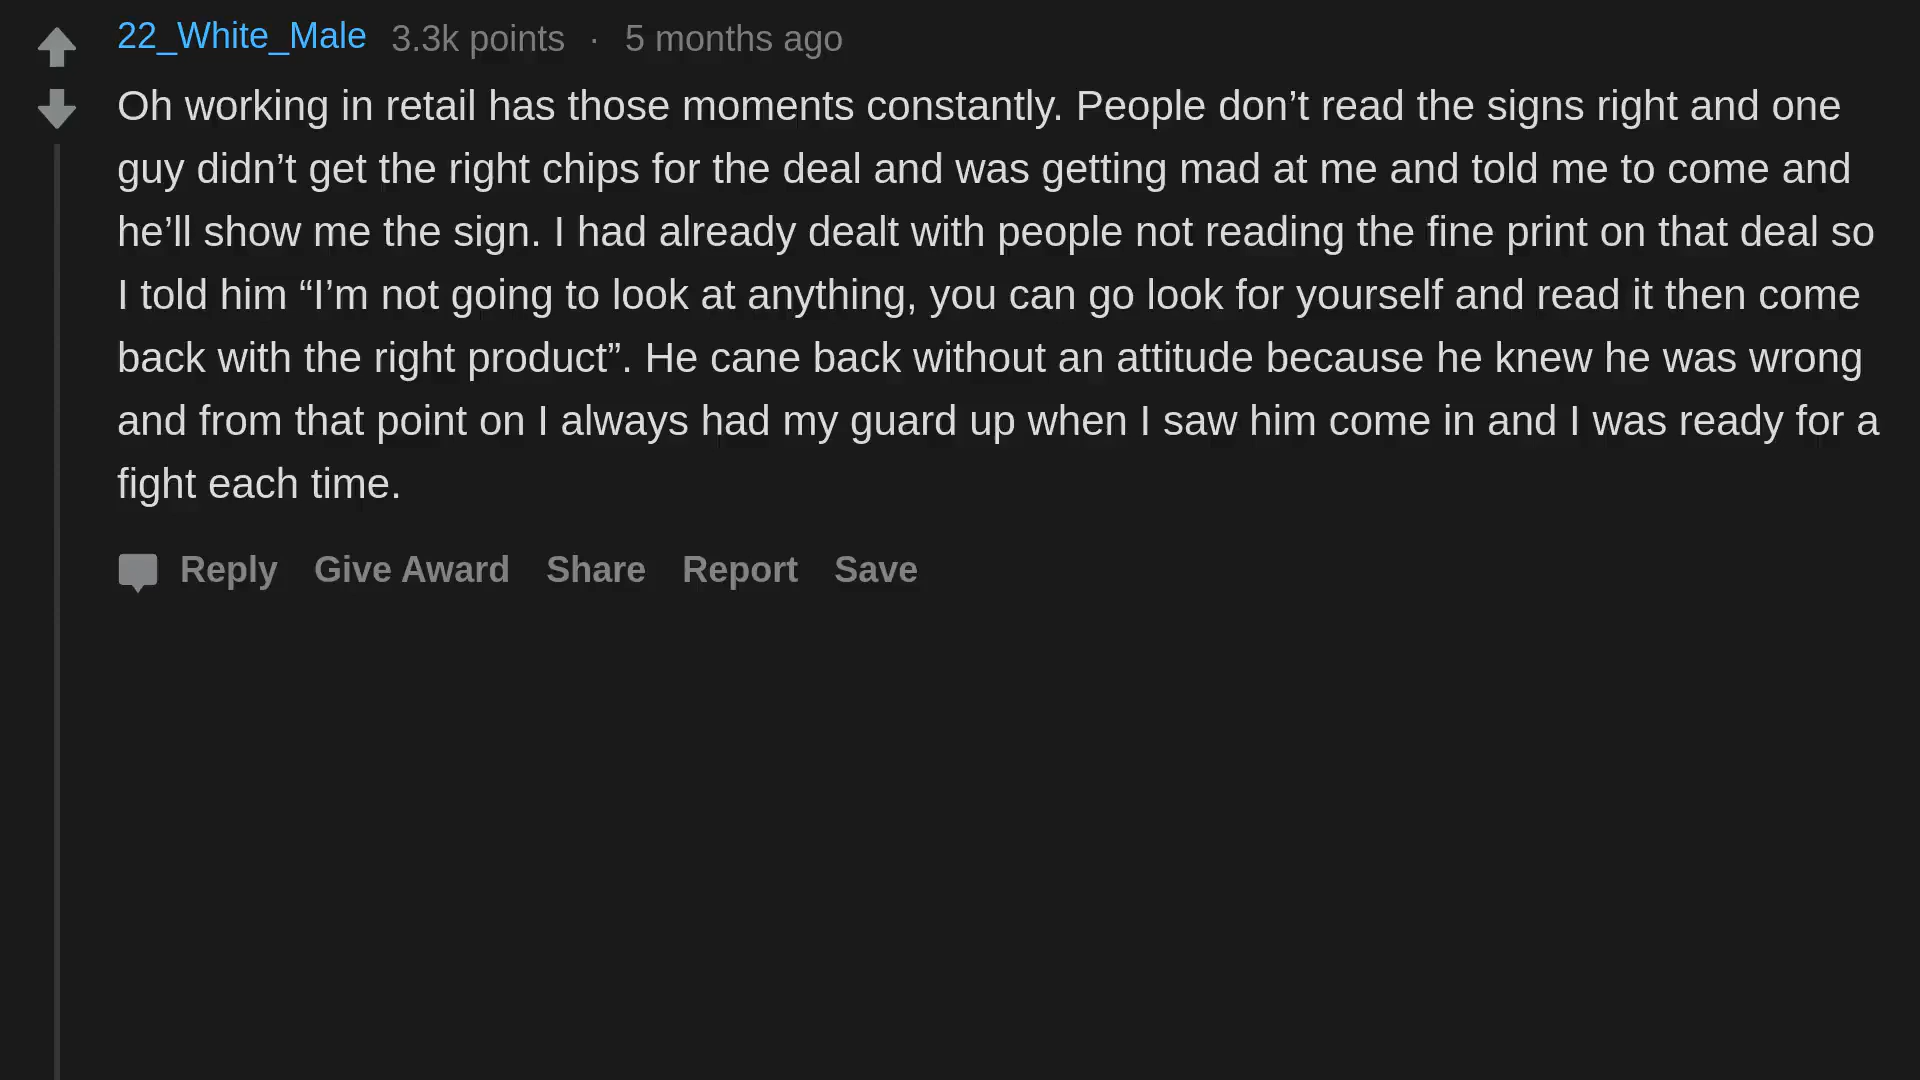 22_White_Male 3.3k points · 5 months ago
Oh working in retail has those moments constantly. People don’t read the signs right and one
guy didn’t get the right chips for the deal and was getting mad at me and told me to come and
he’ll show me the sign. I had already dealt with people not reading the fine print on that deal so
I told him “I’m not going to look at anything, you can go look for yourself and read it then come
back with the right product”. He cane back without an attitude because he knew he was wrong
and from that point on I always had my guard up when I saw him come in and I was ready for a
fight each time.
Reply Give Award Share Report Save